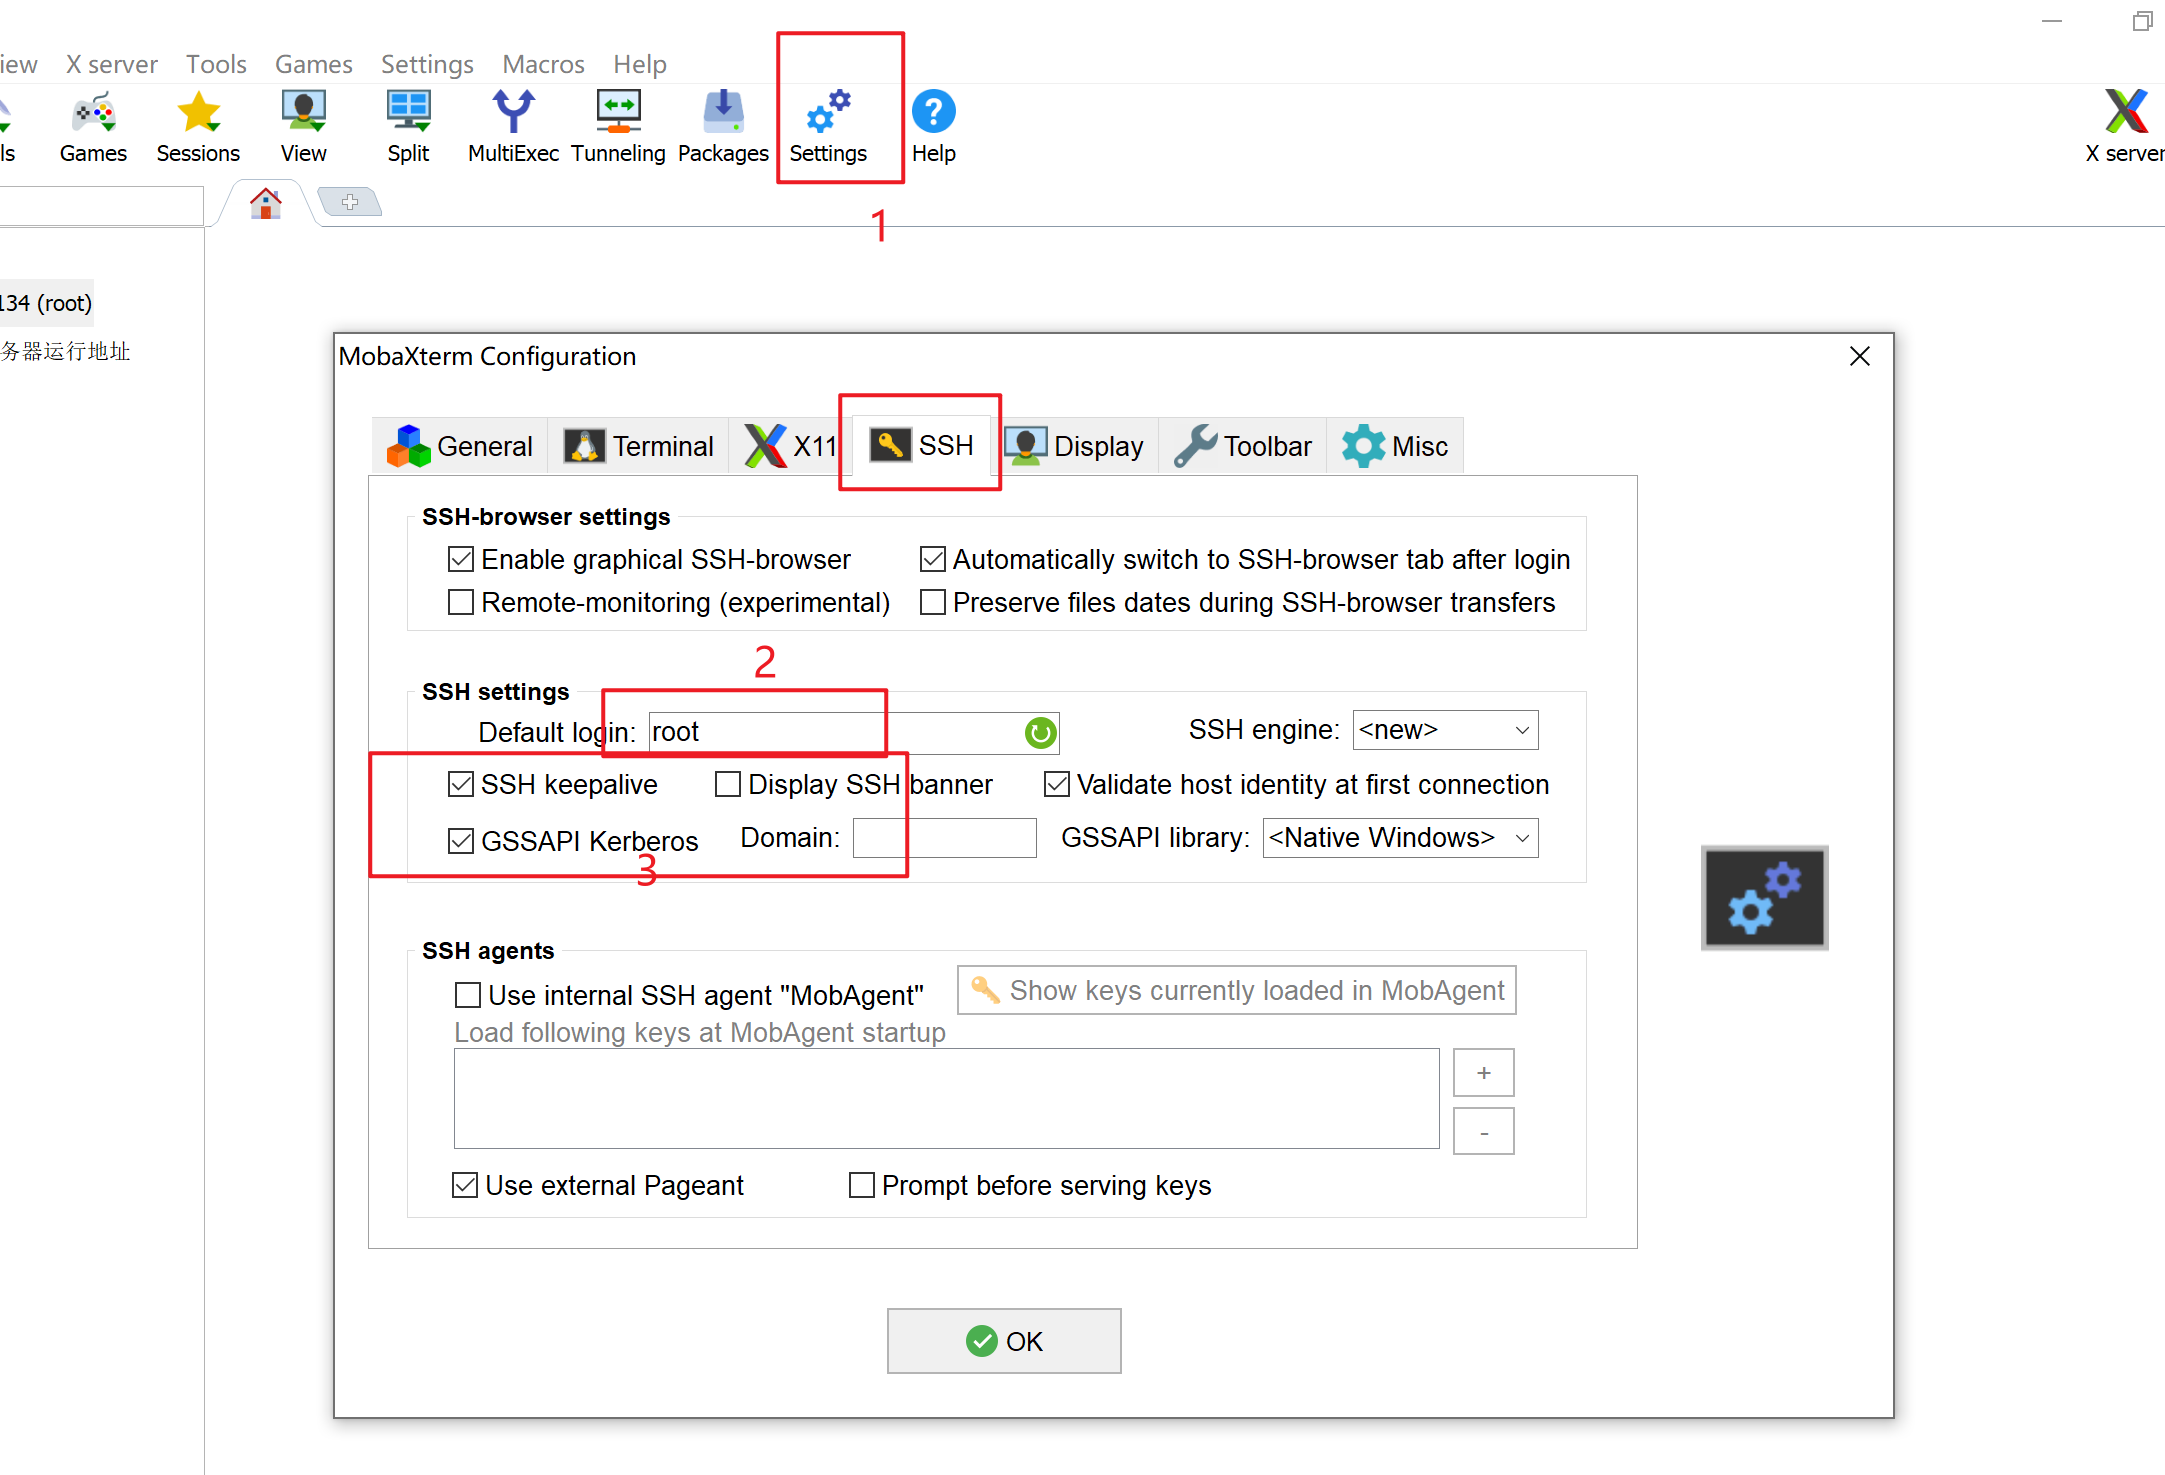 iew X server Tools Games Settings Macros Help
ls Games Sessions View Split MultiExec Tunneling Packages Settings Help X server
1
134 (root)
务器运行地址
MobaXterm Configuration
General Terminal X11 SSH Display Toolbar Misc
SSH-browser settings
Enable graphical SSH-browser Automatically switch to SSH-browser tab after login
Remote-monitoring (experimental) Preserve files dates during SSH-browser transfers
2
SSH settings
Default login: root SSH engine: <new>
SSH keepalive Display SSH banner Validate host identity at first connection
GSSAPI Kerberos Domain: GSSAPI library: <Native Windows>
3
SSH agents
Use internal SSH agent "MobAgent" Show keys currently loaded in MobAgent
Load following keys at MobAgent startup
+
-
Use external Pageant Prompt before serving keys
OK